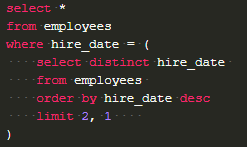 select *
from employees
where hire_date = (
    select distinct hire_date
    from employees
    order by hire_date desc
    limit 2, 1
)